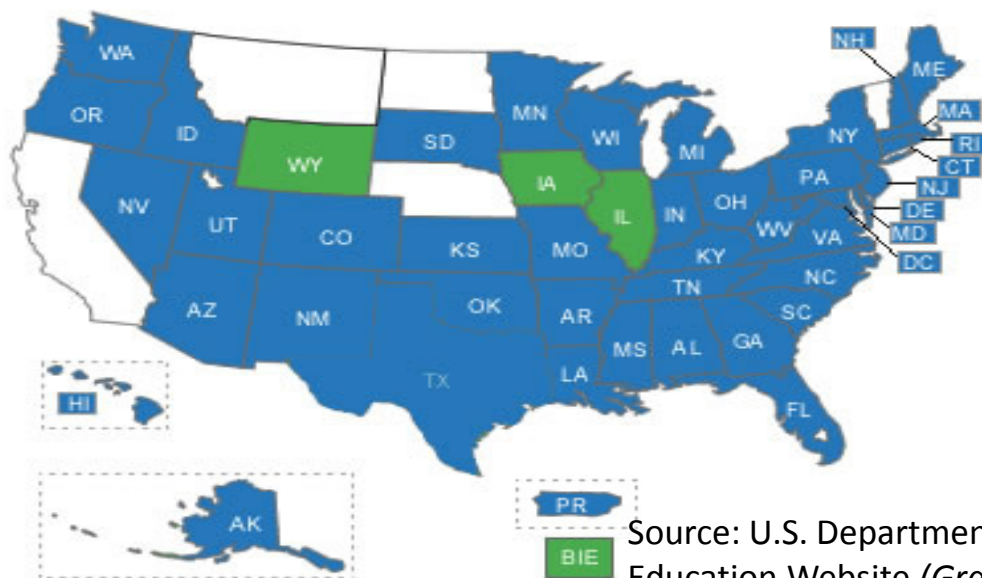 NH
ME
WA
MA
OR
MN
NY
ID
WI
SD
MI
RI
CT
WY
PA
IA
NJ
OH
NV
IL
IN
DE
UT
WV
MD
CO
VA
KS
MO
KY
DC
NC
TN
OK
AZ
NM
AR
SC
MS
AL
GA
TX
LA
HI
FL
PR
AK
Source: U.S. Departmen
BIE
Education Website (Gre